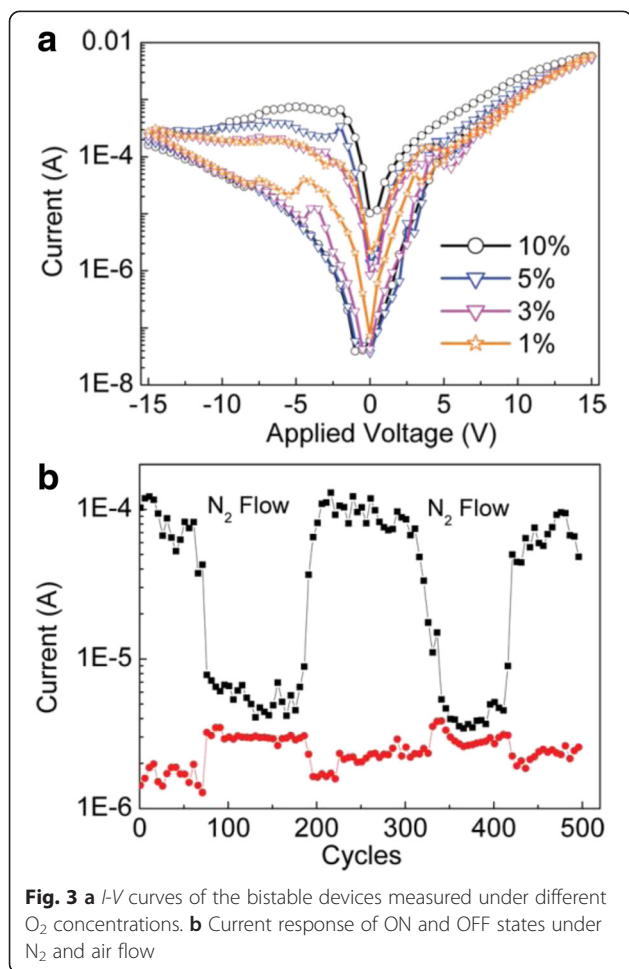 a
0.01
1E-4
1E-6
1E-8
Current (A)
10%
5%
3%
1%
-15 -10 -5 0 5 10 15
Applied Voltage (V)
b
N₂ Flow N₂ Flow
1E-4
1E-5
1E-6
Current (A)
0 100 200 300 400 500
Cycles
Fig. 3 a I-V curves of the bistable devices measured under different
O₂ concentrations. b Current response of ON and OFF states under
N₂ and air flow